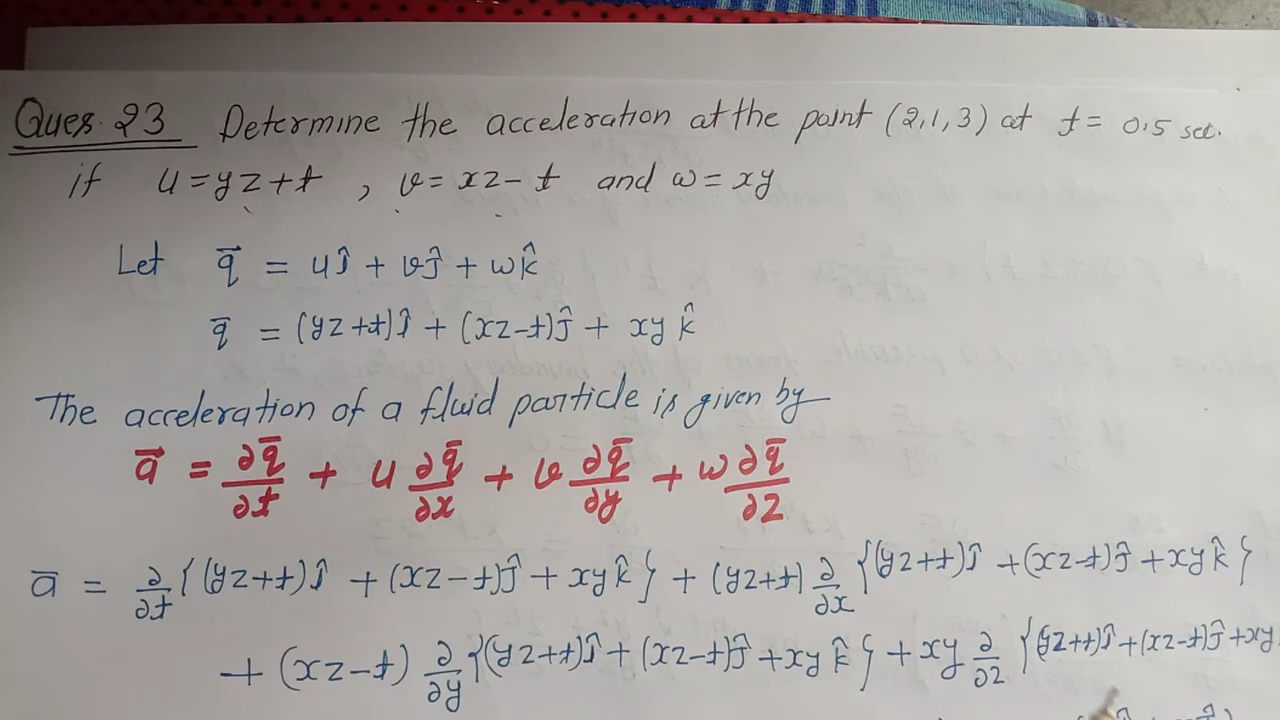 Ques. 23 Determine the acceleration at the point (2,1,3) at t = 0.5 sec.
if u = yz+t , v = xz-t and w = xy
Let q̄ = uî + vĵ + wk̂
q̄ = (yz+t)î + (xz-t)ĵ + xy k̂
The acceleration of a fluid particle is given by
ā = ∂q̄/∂t + u ∂q̄/∂x + v ∂q̄/∂y + w ∂q̄/∂z
ā = ∂/∂t {(yz+t)î + (xz-t)ĵ + xyk̂} + (yz+t) ∂/∂x {(yz+t)î + (xz-t)ĵ + xyk̂}
+ (xz-t) ∂/∂y {(yz+t)î + (xz-t)ĵ + xy k̂} + xy ∂/∂z {(yz+t)î + (xz-t)ĵ + xy